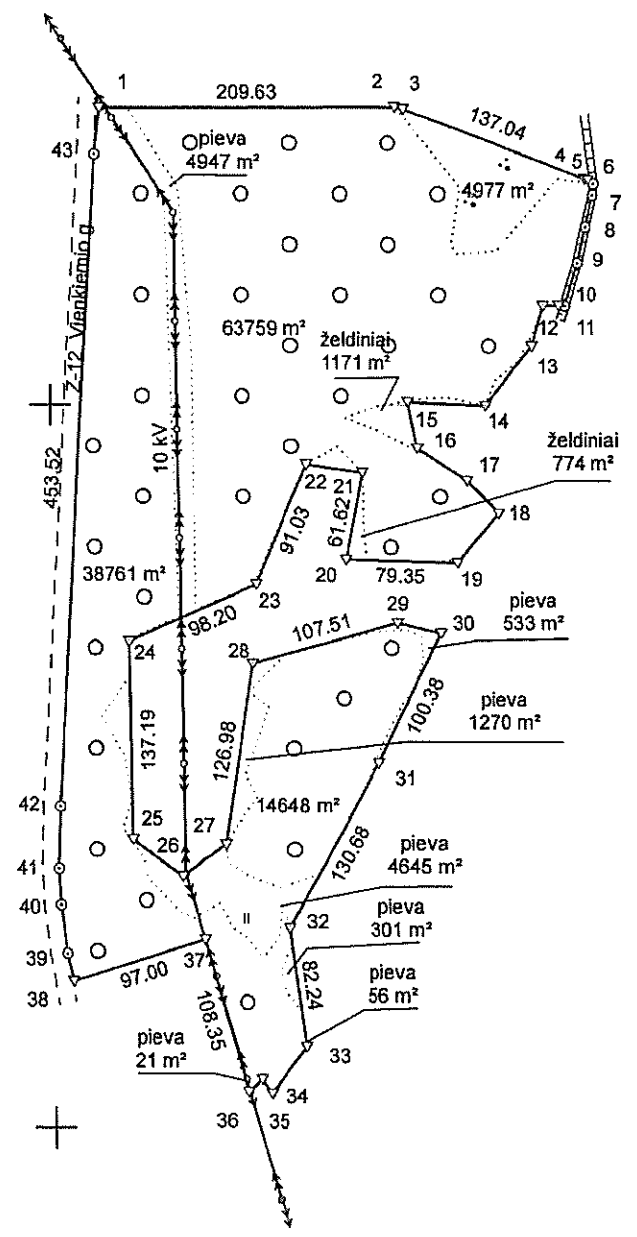 1
209.63
2
3
137.04
4
5
6
7
8
9
10
11
12
13
14
15
16
17
18
19
20
21
22
23
24
25
26
27
28
29
30
31
32
33
34
35
36
37
38
39
40
41
42
43
pieva
4947 m²
4977 m²
63759 m²
želdiniai
1171 m²
želdiniai
774 m²
Z-12 Vienkiemio g.
453.52
10 kV
38761 m²
91.03
61.62
79.35
98.20
107.51
pieva
533 m²
100.38
pieva
1270 m²
137.19
126.98
14648 m²
130.68
pieva
4645 m²
II
pieva
301 m²
82.24
pieva
56 m²
97.00
108.35
pieva
21 m²